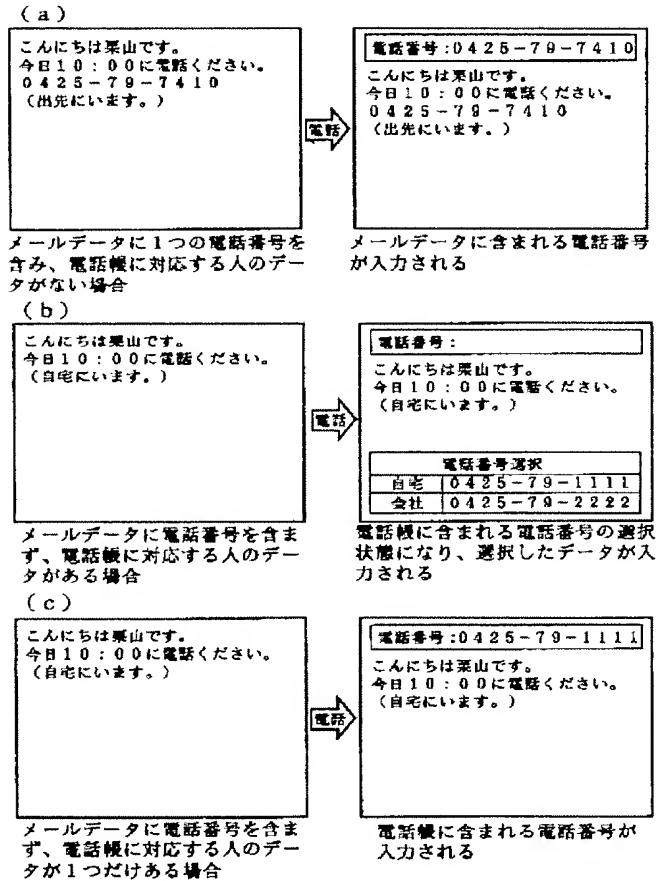 (a)
こんにちは栗山です。
今日10:00に電話ください。
0425-79-7410
(出先にいます。)
電話
電話番号:0425-79-7410
こんにちは栗山です。
今日10:00に電話ください。
0425-79-7410
(出先にいます。)
メールデータに1つの電話番号を
含み、電話帳に対応する人のデー
タがない場合
メールデータに含まれる電話番号
が入力される
(b)
こんにちは栗山です。
今日10:00に電話ください。
(自宅にいます。)
電話
電話番号:
こんにちは栗山です。
今日10:00に電話ください。
(自宅にいます。)
電話番号選択
自宅 0425-79-1111
会社 0425-79-2222
メールデータに電話番号を含ま
ず、電話帳に対応する人のデー
タがある場合
電話帳に含まれる電話番号の選択
状態になり、選択したデータが入
力される
(c)
こんにちは栗山です。
今日10:00に電話ください。
(自宅にいます。)
電話
電話番号:0425-79-1111
こんにちは栗山です。
今日10:00に電話ください。
(自宅にいます。)
メールデータに電話番号を含ま
ず、電話帳に対応する人のデー
タが1つだけある場合
電話帳に含まれる電話番号が
入力される